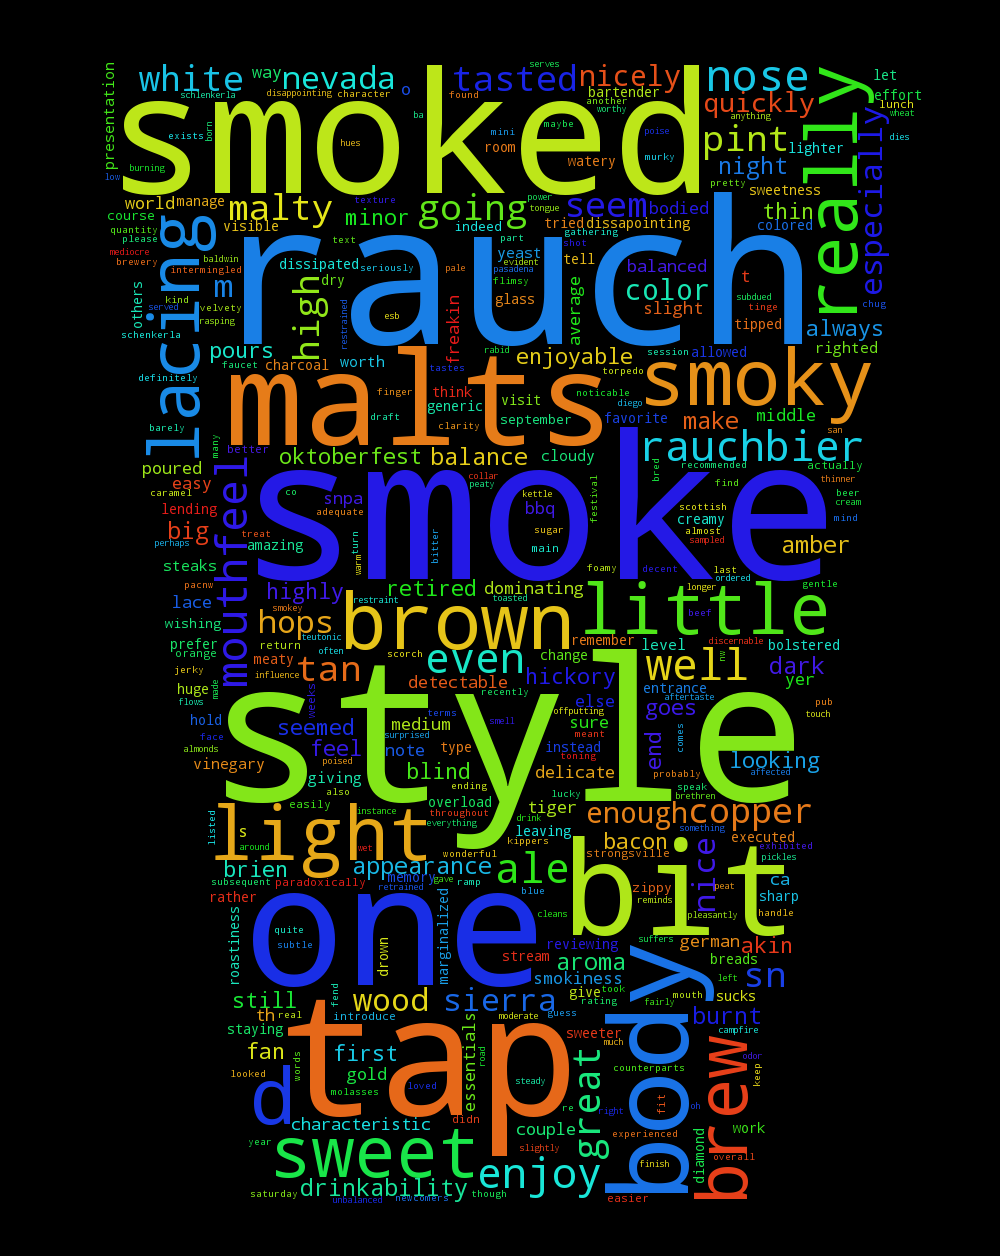 serves
white way nevada tasted nicely nose let
schlenkerla disappointing character o found bartender quickly effort
presentation smoked another worthy really lunch
born ba mini maybe anything wheat
exists hues room poise pint dies
burning watery murky night lighter
low pretty sweetness especially
world manage malty texture going power seem bodied thin
course visible minor tongue tried dissapointing colored
quantity lacing rauch indeed gathering
please text part shot
mediocre baldwin dissipated seriously evident yeast tell balanced t
brewery intermingled pale pasadena color
others kind m dry flimsy slight subdued
served velvety high restrained esb glass average tinge chug
schenkerla rasping freakin tipped always
pours charcoal worth rabid enjoyable session allowed righted
faucet tastes torpedo
definitely malts finger think visit noticable smoky
generic diego make middle
barely draft clarity september favorite san
many better rauchbier
oktoberfest balance cloudy bred actually
poured mouthfeel collar recommended
easy co snpa peaty smoke festival find thinner
caramel adequate kettle bbq creamy scottish beer cream
lending sugar almost mind
big treat turn bitter main sampled amber
perhaps amazing warm
steaks foamy decent last gentle
pacnw highly retired dominating longer ordered
lace restraint toasted little
wishing hops smokey brown beef
prefer return teutonic remember level discernable bolstered
orange often scorch even change well nw
meaty tan entrance dark yer
jerky influence detectable hickory aftertaste
huge made recently else goes pub
flows weeks style offputting touch
hold seemed medium terms smell sure comes
face feel surprised meant end
almonds note type instead looking
vinegary poised blind toning delicate probably affected
giving ending lucky speak
also overload tiger brethren
easily instance throughout drink enough copper
listed light everything leaving something
s kippers executed
around wet wonderful bacon exhibited
brien appearance ale strongsville nice pickles
subsequent paradoxically memory gave ramp zippy peat ca
rather retrained blue reminds sharp
one cleans bit pleasantly handle
roastiness quite marginalized reviewing suffers german akin
subtle drown stream aroma breads
smokiness left sn
still fend wood sierra give took mouth sucks
th real rating fairly
staying introduce moderate guess burnt
essentials sweeter campfire
fan first road much body
looked words great odor
d gold steady counterparts keep
molasses loved brew
tap re fit right oh
characteristic didn couple
year slightly experienced work
sweet finish diamond overall
drinkability enjoy
saturday though easier
unbalanced newcomers